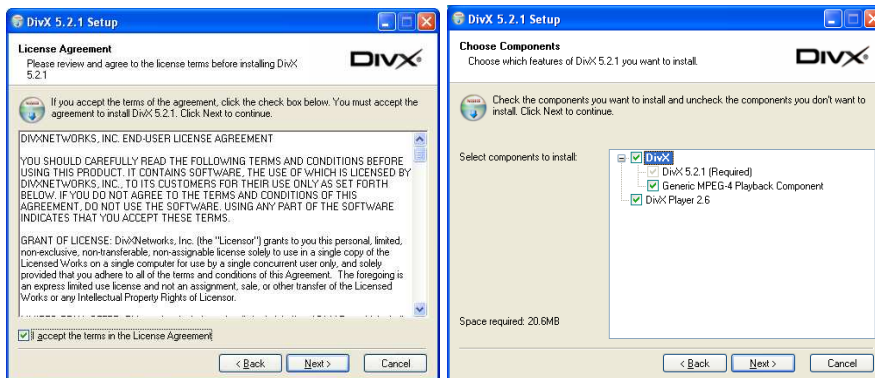 DivX 5.2.1 Setup
License Agreement
Please review and agree to the license terms before installing DivX
5.2.1
DIVX
If you accept the terms of the agreement, click the check box below. You must accept the
agreement to install DivX 5.2.1. Click Next to continue.
DIVXNETWORKS, INC. END-USER LICENSE AGREEMENT
YOU SHOULD CAREFULLY READ THE FOLLOWING TERMS AND CONDITIONS BEFORE
USING THIS PRODUCT. IT CONTAINS SOFTWARE, THE USE OF WHICH IS LICENSED BY
DIVXNETWORKS, INC., TO ITS CUSTOMERS FOR THEIR USE ONLY AS SET FORTH
BELOW. IF YOU DO NOT AGREE TO THE TERMS AND CONDITIONS OF THIS
AGREEMENT, DO NOT USE THE SOFTWARE. USING ANY PART OF THE SOFTWARE
INDICATES THAT YOU ACCEPT THESE TERMS.
GRANT OF LICENSE: DivXNetworks, Inc. (the "Licensor") grants to you this personal, limited,
non-exclusive, non-transferable, non-assignable license solely to use in a single copy of the
Licensed Works on a single computer for use by a single concurrent user only, and solely
provided that you adhere to all of the terms and conditions of this Agreement. The foregoing is
an express limited use license and not an assignment, sale, or other transfer of the Licensed
Works or any Intellectual Property Rights of Licensor.
I accept the terms in the License Agreement
< Back
Next >
Cancel
DivX 5.2.1 Setup
Choose Components
Choose which features of DivX 5.2.1 you want to install.
DIVX
Check the components you want to install and uncheck the components you don't want to
install. Click Next to continue.
Select components to install:
DivX
DivX 5.2.1 (Required)
Generic MPEG-4 Playback Component
DivX Player 2.6
Space required: 20.6MB
< Back
Next >
Cancel